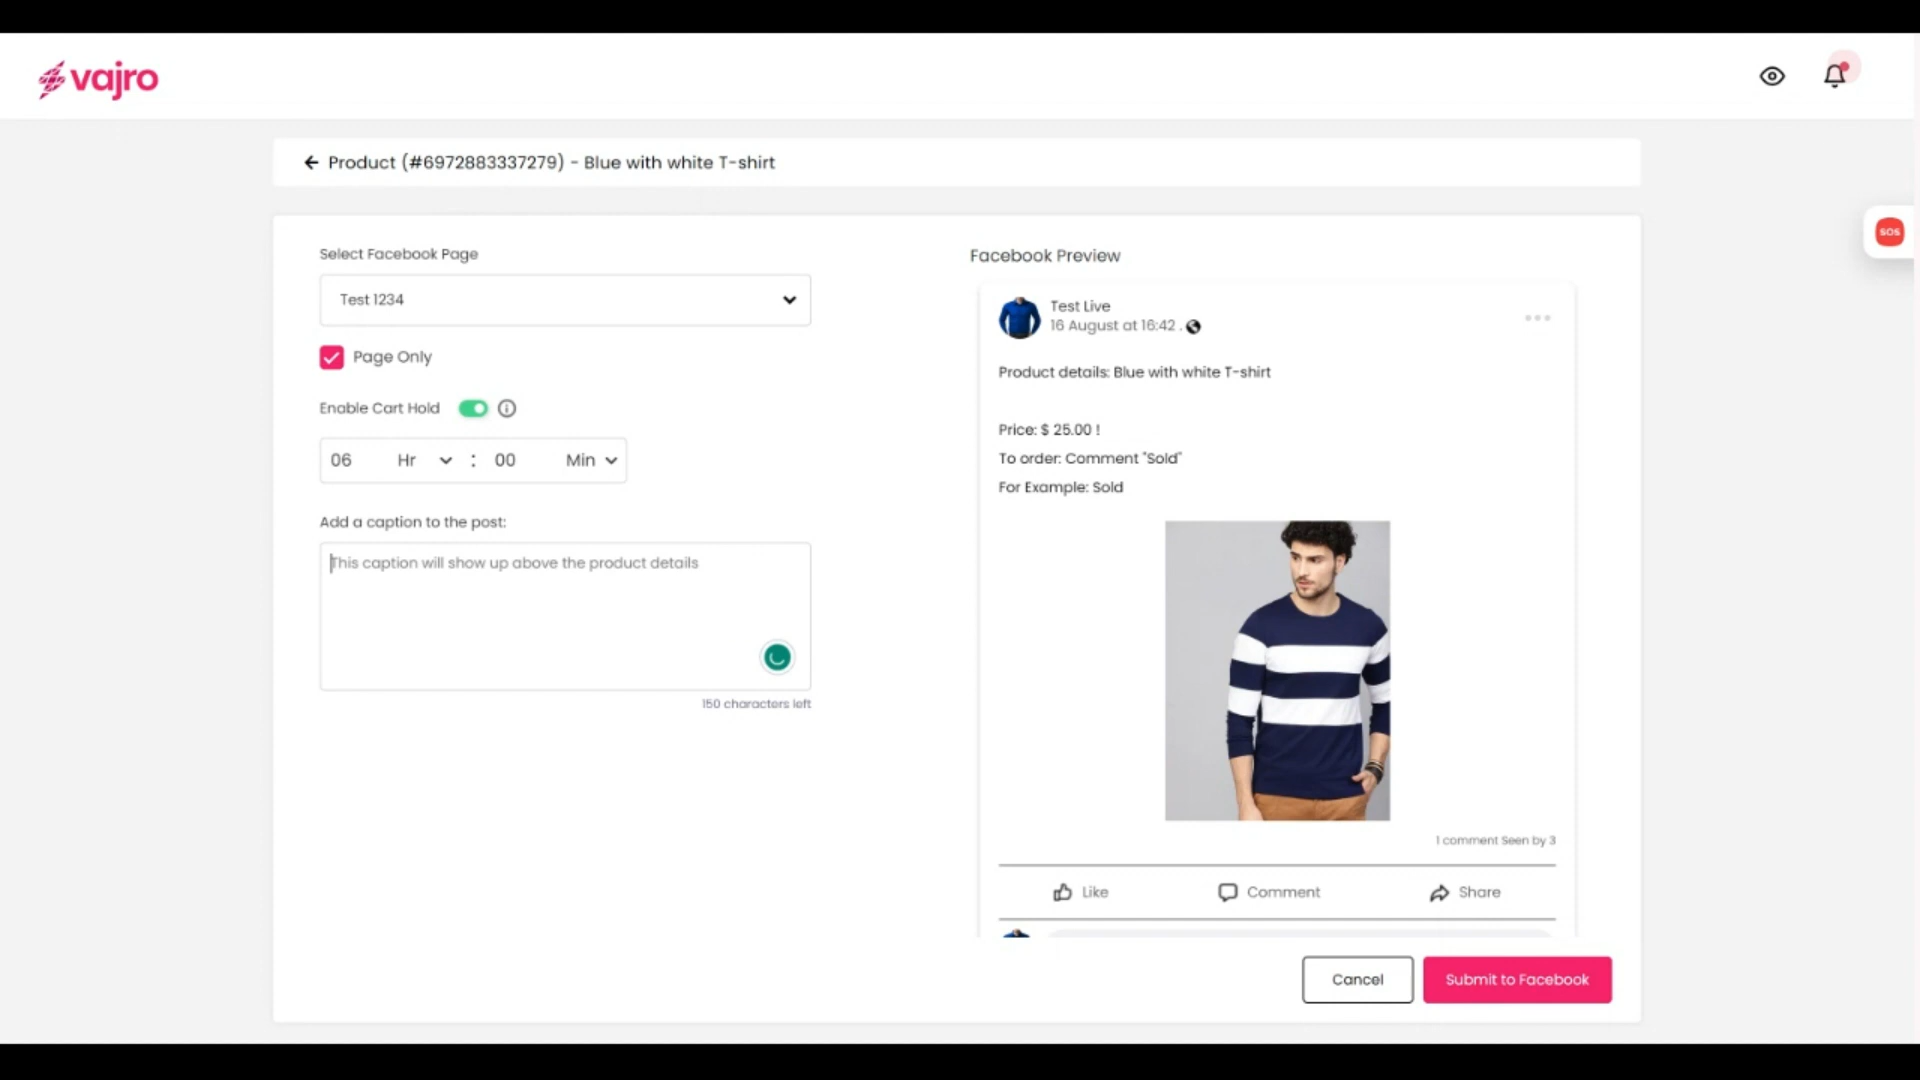 vajro
Product (#6972883337279) - Blue with white T-shirt
SOS
Select Facebook Page
Test 1234
Page Only
Enable Cart Hold
06 Hr : 00 Min
Add a caption to the post:
This caption will show up above the product details
150 characters left
Facebook Preview
Test Live
16 August at 16:42 .
Product details: Blue with white T-shirt
Price: $ 25.00 !
To order: Comment "Sold"
For Example: Sold
1 comment Seen by 3
Like Comment Share
Cancel Submit to Facebook